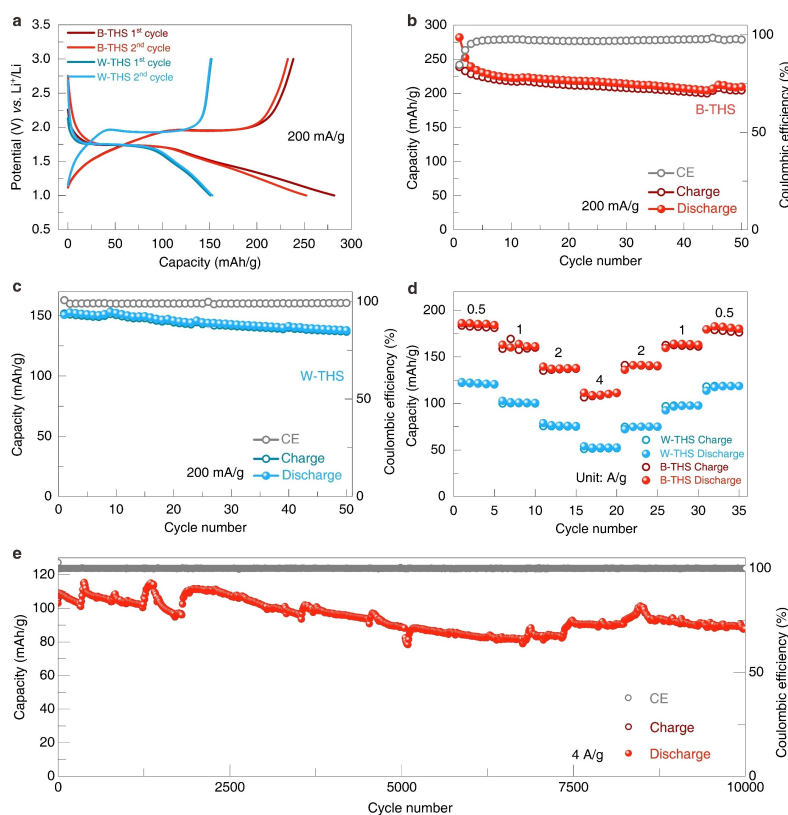 a
3.5
3.0
2.5
2.0
1.5
1.0
0.5
Potential (V) vs. Li⁺/Li
B-THS 1st cycle
B-THS 2nd cycle
W-THS 1st cycle
W-THS 2nd cycle
200 mA/g
0 50 100 150 200 250 300
Capacity (mAh/g)
b
300
250
200
150
100
50
0
Capacity (mAh/g)
100
50
0
Coulombic efficiency (%)
B-THS
CE
Charge
Discharge
200 mA/g
0 10 20 30 40 50
Cycle number
c
150
100
50
0
Capacity (mAh/g)
100
50
0
Coulombic efficiency (%)
W-THS
CE
Charge
Discharge
200 mA/g
0 10 20 30 40 50
Cycle number
d
200
150
100
50
0
Capacity (mAh/g)
0.5 1 2 4 2 1 0.5
W-THS Charge
W-THS Discharge
B-THS Charge
B-THS Discharge
Unit: A/g
0 5 10 15 20 25 30 35
Cycle number
e
120
100
80
60
40
20
0
Capacity (mAh/g)
100
50
0
Coulombic efficiency (%)
CE
Charge
Discharge
4 A/g
0 2500 5000 7500 10000
Cycle number